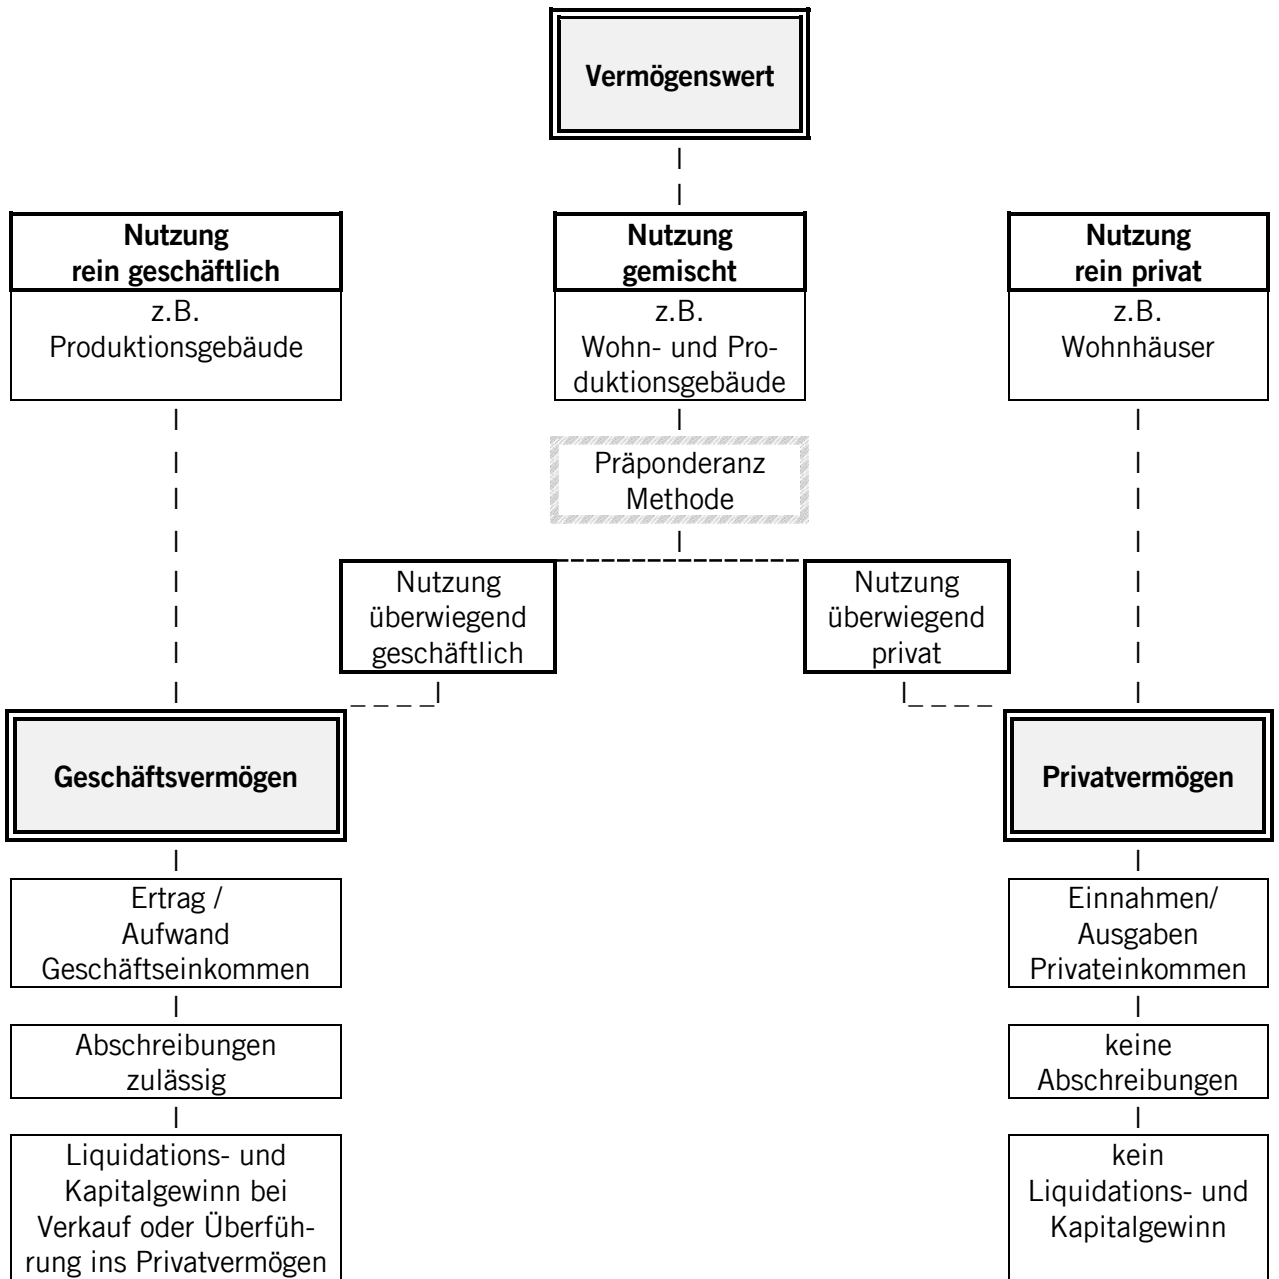 Vermögenswert
Nutzung
rein geschäftlich
z.B.
Produktionsgebäude
Nutzung
gemischt
z.B.
Wohn- und Pro-
duktionsgebäude
Nutzung
rein privat
z.B.
Wohnhäuser
Präponderanz
Methode
Nutzung
überwiegend
geschäftlich
Nutzung
überwiegend
privat
Geschäftsvermögen
Privatvermögen
Ertrag /
Aufwand
Geschäftseinkommen
Einnahmen/
Ausgaben
Privateinkommen
Abschreibungen
zulässig
keine
Abschreibungen
Liquidations- und
Kapitalgewinn bei
Verkauf oder Überfüh-
rung ins Privatvermögen
kein
Liquidations- und
Kapitalgewinn